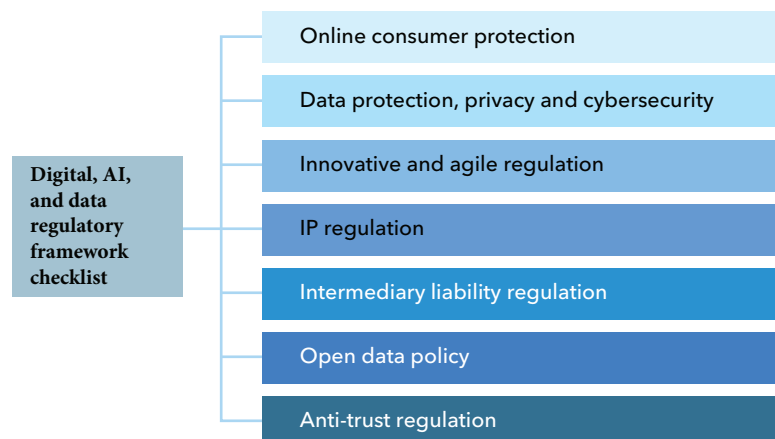 Online consumer protection
Data protection, privacy and cybersecurity
Innovative and agile regulation
Digital, AI,
and data
regulatory
framework
checklist
IP regulation
Intermediary liability regulation
Open data policy
Anti-trust regulation